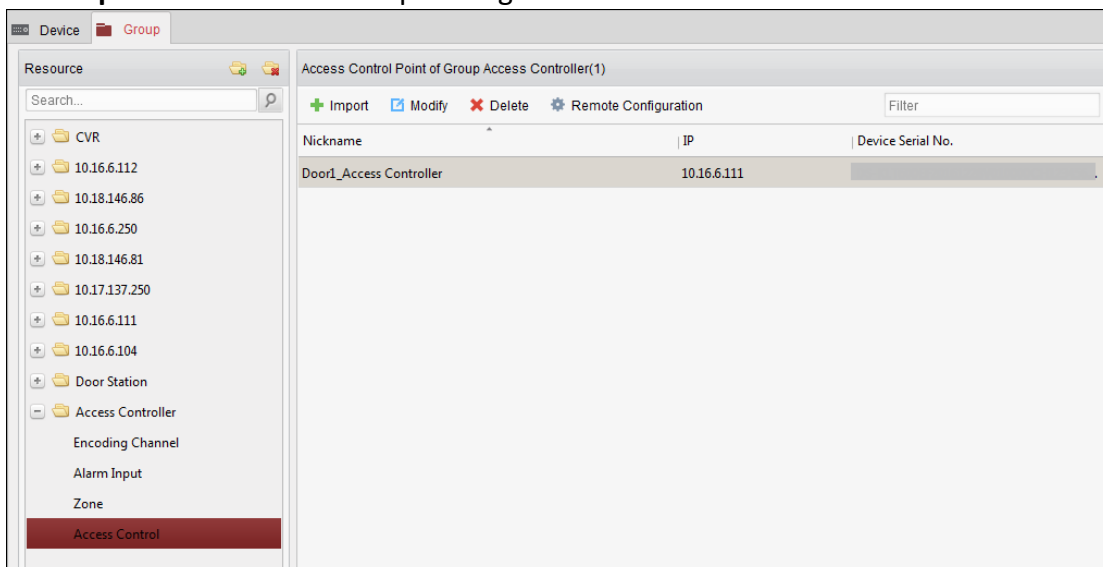 Device Group
Resource
Search...
CVR
10.16.6.112
10.18.146.86
10.16.6.250
10.18.146.81
10.17.137.250
10.16.6.111
10.16.6.104
Door Station
Access Controller
Encoding Channel
Alarm Input
Zone
Access Control
Access Control Point of Group Access Controller(1)
Import Modify Delete Remote Configuration Filter
Nickname IP Device Serial No.
Door1_Access Controller 10.16.6.111